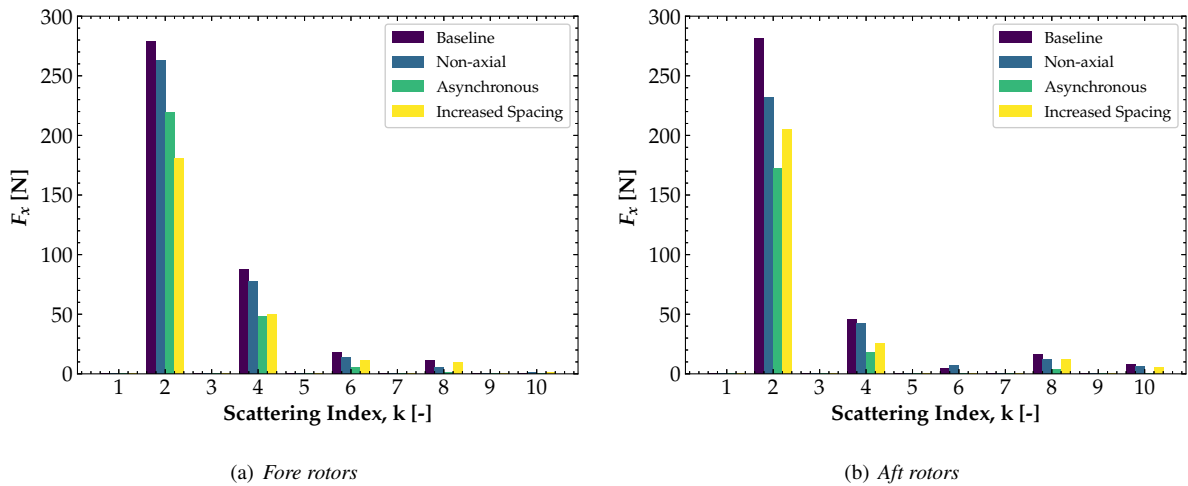 300
250
200
150
100
50
0
F_x [N]
Baseline
Non-axial
Asynchronous
Increased Spacing
1 2 3 4 5 6 7 8 9 10
Scattering Index, k [-]
(a) Fore rotors
300
250
200
150
100
50
0
F_x [N]
Baseline
Non-axial
Asynchronous
Increased Spacing
1 2 3 4 5 6 7 8 9 10
Scattering Index, k [-]
(b) Aft rotors